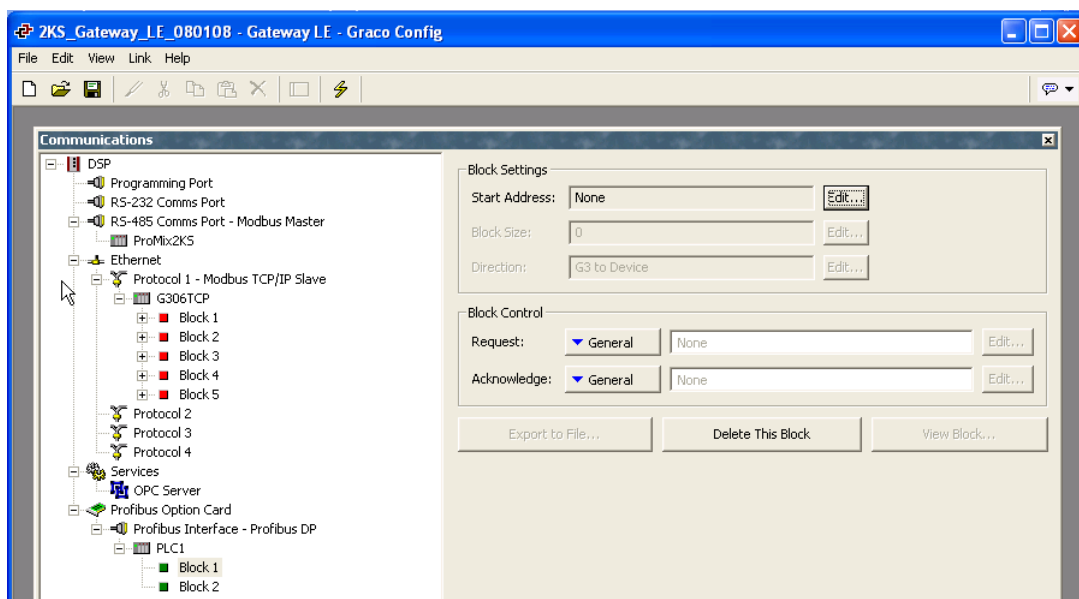 2KS_Gateway_LE_080108 - Gateway LE - Graco Config
File Edit View Link Help
Communications
DSP
Programming Port
RS-232 Comms Port
RS-485 Comms Port - Modbus Master
ProMix2KS
Ethernet
Protocol 1 - Modbus TCP/IP Slave
G306TCP
Block 1
Block 2
Block 3
Block 4
Block 5
Protocol 2
Protocol 3
Protocol 4
Services
OPC Server
Profibus Option Card
Profibus Interface - Profibus DP
PLC1
Block 1
Block 2
Block Settings
Start Address: None Edit...
Block Size: 0 Edit...
Direction: G3 to Device Edit...
Block Control
Request: General None Edit...
Acknowledge: General None Edit...
Export to File... Delete This Block View Block...